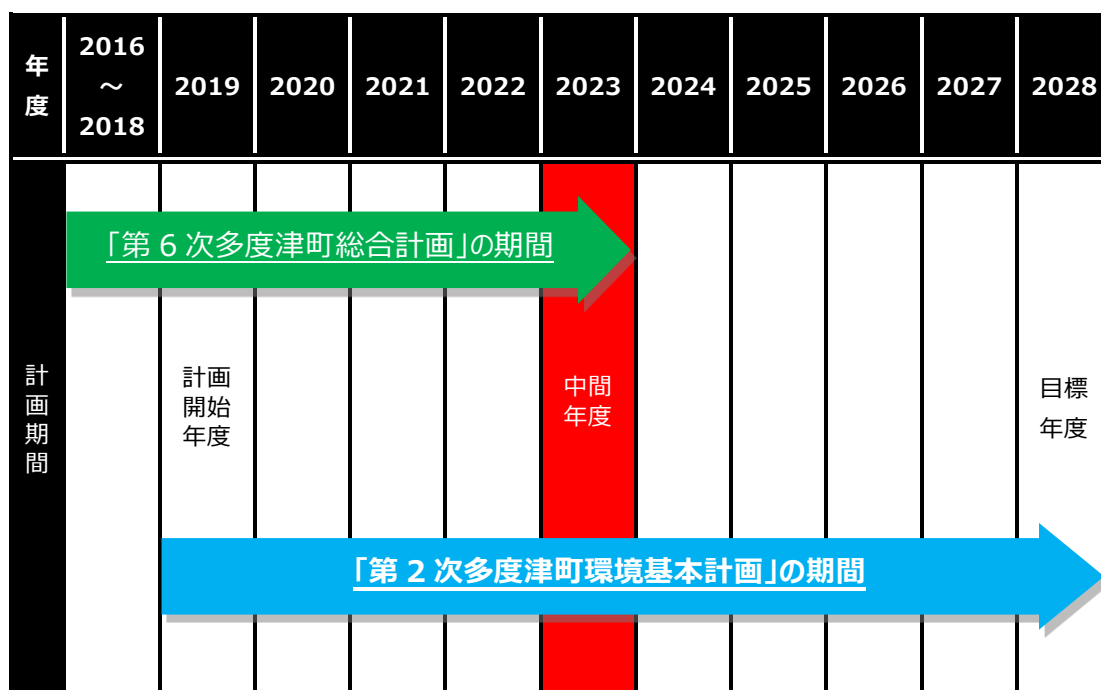 年
度
2016
～
2018
2019
2020
2021
2022
2023
2024
2025
2026
2027
2028
「第 6 次多度津町総合計画」の期間
計
画
期
間
計画
開始
年度
中間
年度
目標
年度
「第 2 次多度津町環境基本計画」の期間